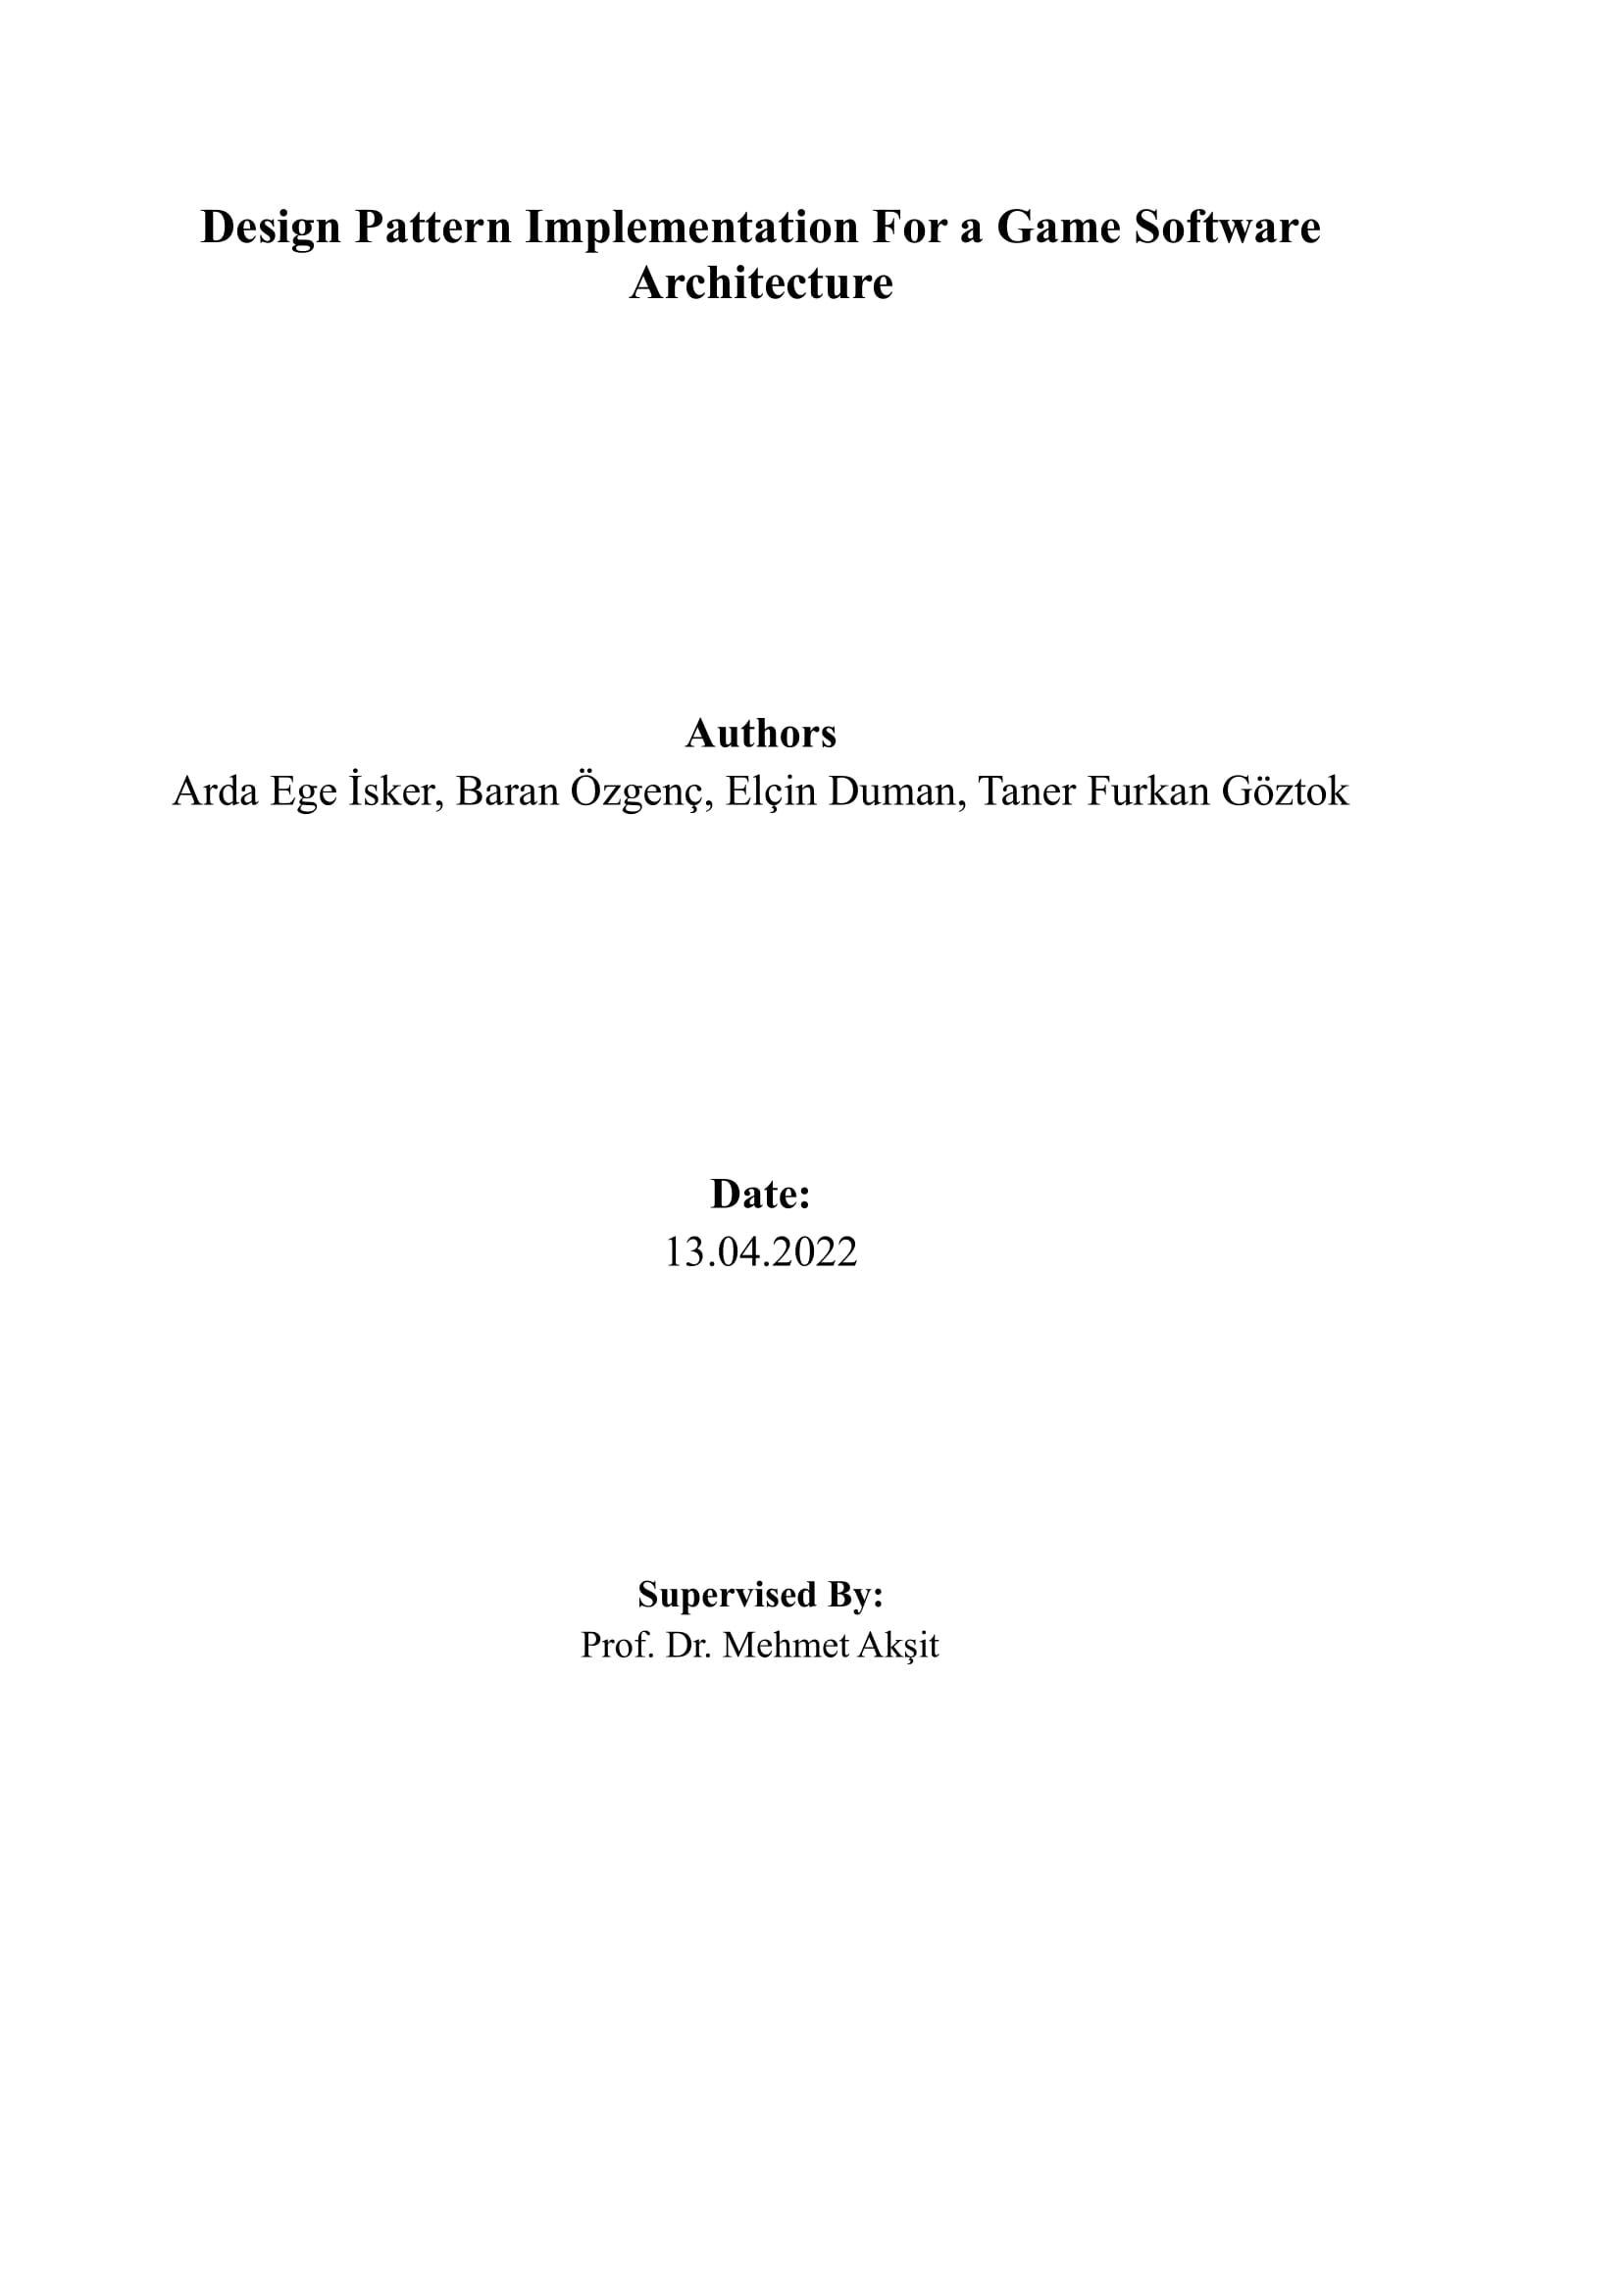 Design Pattern Implementation For a Game Software
Architecture
Authors
Arda Ege İsker, Baran Özgenç, Elçin Duman, Taner Furkan Göztok
Date:
13.04.2022
Supervised By:
Prof. Dr. Mehmet Akşit